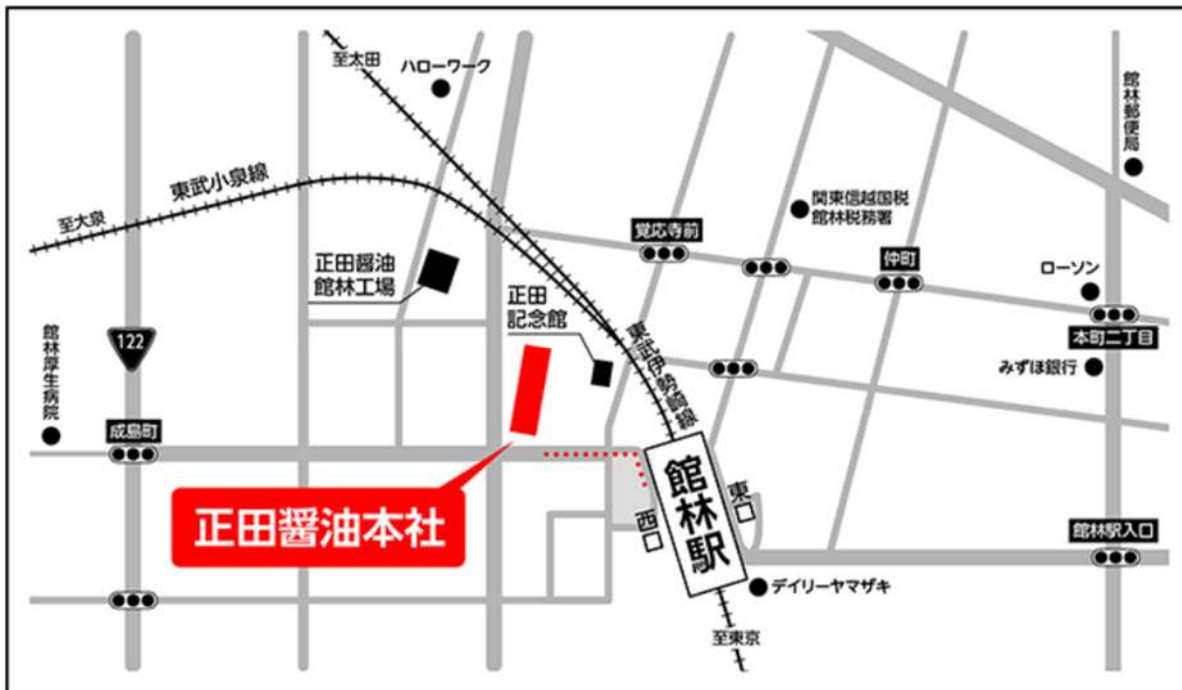 至太田
ハローワーク
館林郵便局
東武小泉線
至大泉
関東信越国税
館林税務署
覚応寺前
仲町
正田醤油
館林工場
正田
記念館
ローソン
122
本町二丁目
東武伊勢崎線
みずほ銀行
館林厚生病院
成島町
正田醤油本社
館林駅
西口
東口
館林駅入口
デイリーヤマザキ
至東京